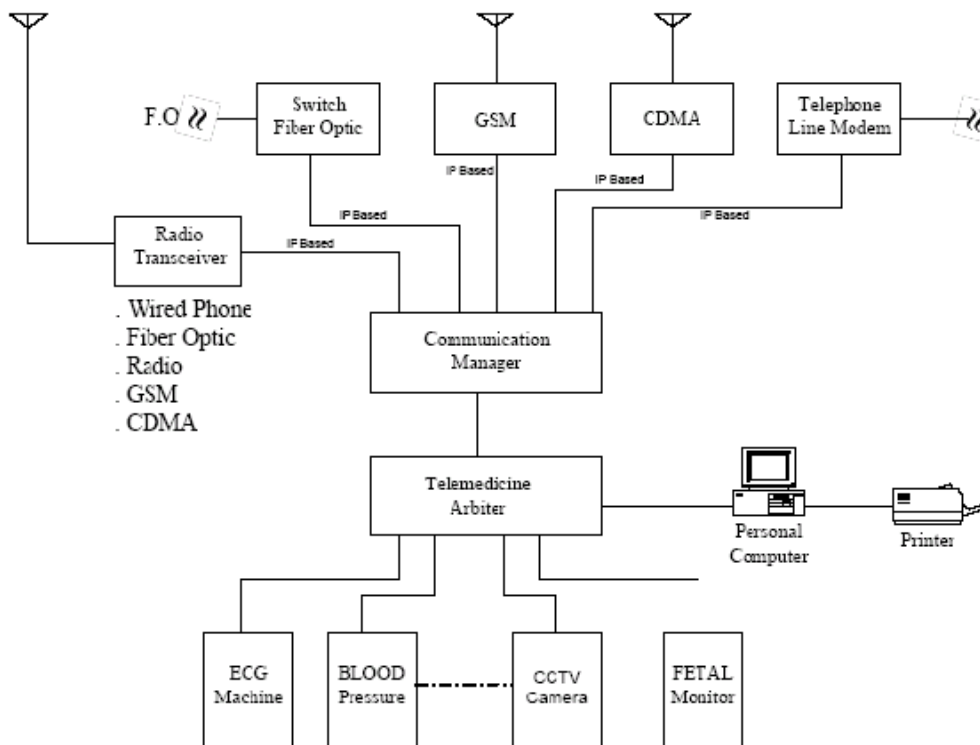 F.O
Switch
Fiber Optic
GSM
CDMA
Telephone
Line Modem
IP Based
IP Based
IP Based
IP Based
IP Based
Radio
Transceiver
. Wired Phone
. Fiber Optic
. Radio
. GSM
. CDMA
Communication
Manager
Telemedicine
Arbiter
Personal
Computer
Printer
ECG
Machine
BLOOD
Pressure
CCTV
Camera
FETAL
Monitor